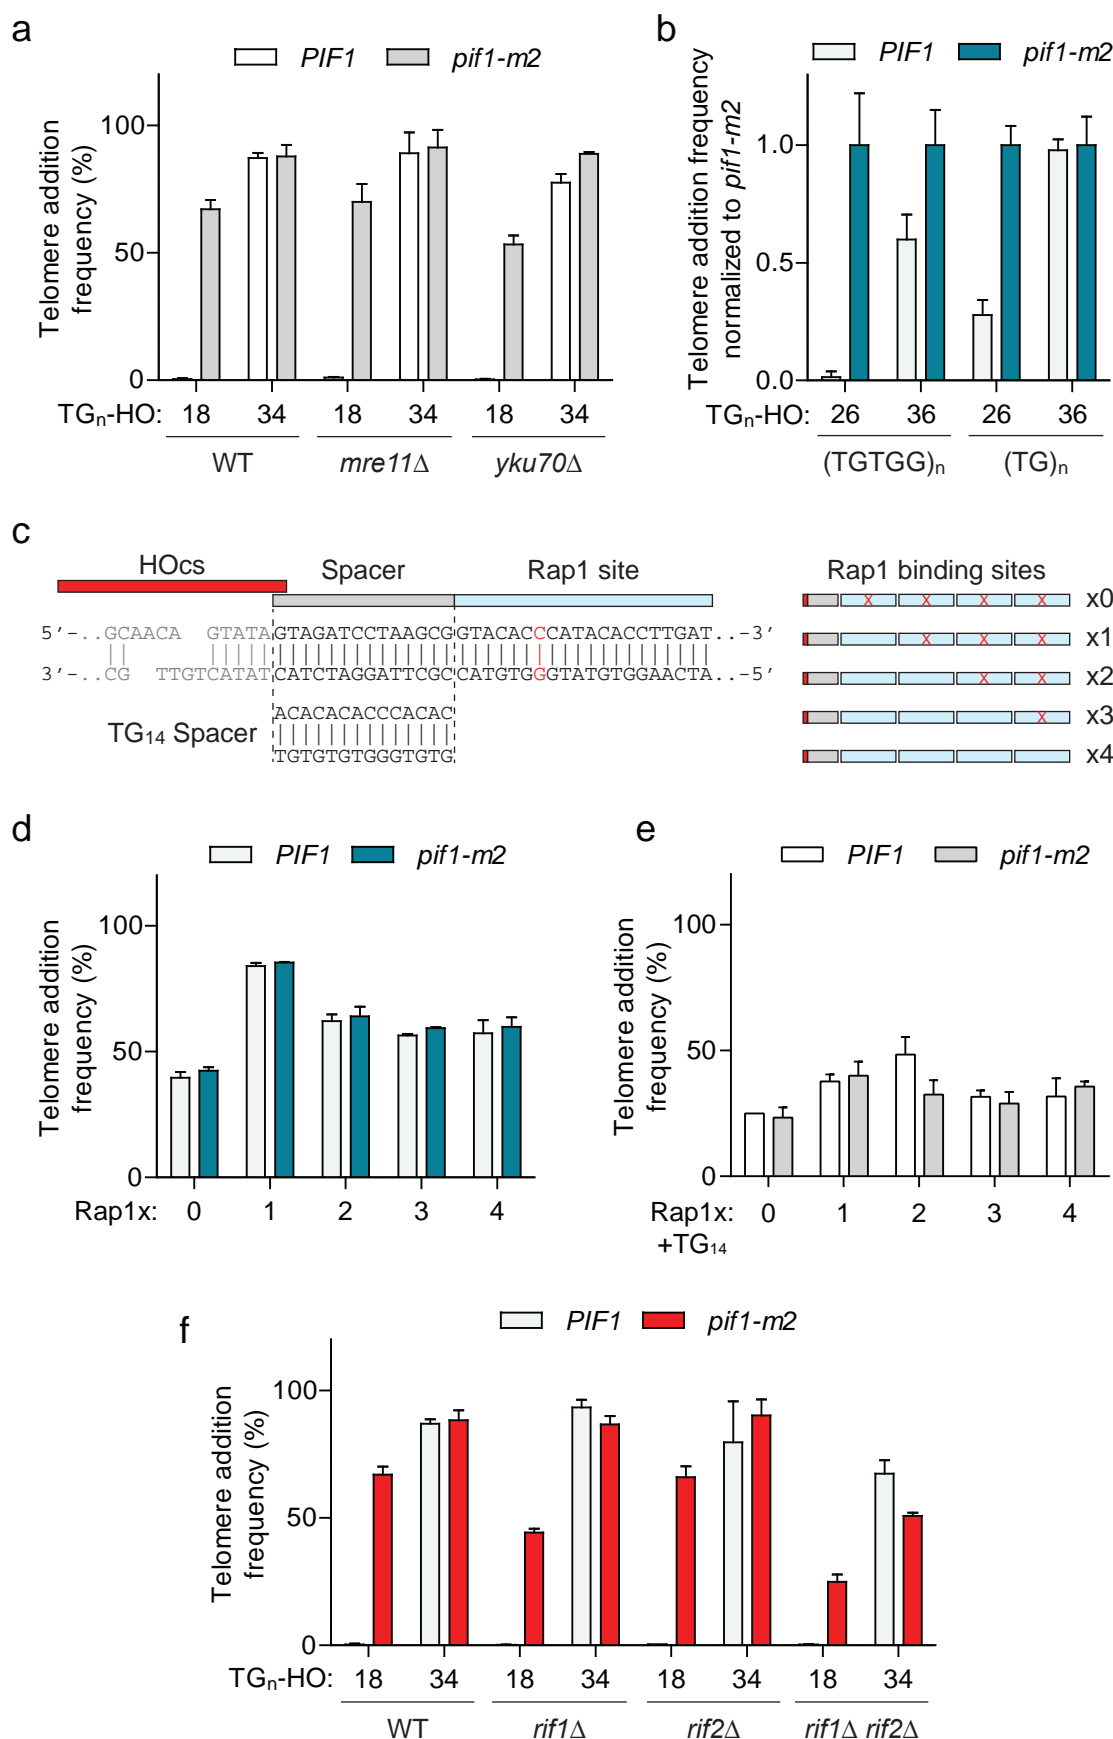 a
PIF1 pif1-m2
Telomere addition
frequency (%)
100
50
0
TGn-HO: 18 34 18 34 18 34
WT mre11Δ yku70Δ
b
PIF1 pif1-m2
Telomere addition frequency
normalized to pif1-m2
1.0
0.5
0.0
TGn-HO: 26 36 26 36
(TGTGG)n (TG)n
c
HOcs Spacer Rap1 site
5′-..GCAACA GTATAGTAGATCCTAAGCGGTACACCCATACACCTTGAT..-3′
3′-..CG TTGTCATATCATCTAGGATTCGCCATGTGGGTATGTGGAACTA..-5′
TG14 Spacer
ACACACACCCACAC
TGTGTGTGGGTGTG
Rap1 binding sites
X X X X x0
X X X x1
X X x2
X x3
x4
d
PIF1 pif1-m2
Telomere addition
frequency (%)
100
50
0
Rap1x: 0 1 2 3 4
e
PIF1 pif1-m2
Telomere addition
frequency (%)
100
50
0
Rap1x: 0 1 2 3 4
+TG14
f
PIF1 pif1-m2
Telomere addition
frequency (%)
100
50
0
TGn-HO: 18 34 18 34 18 34 18 34
WT rif1Δ rif2Δ rif1Δ rif2Δ